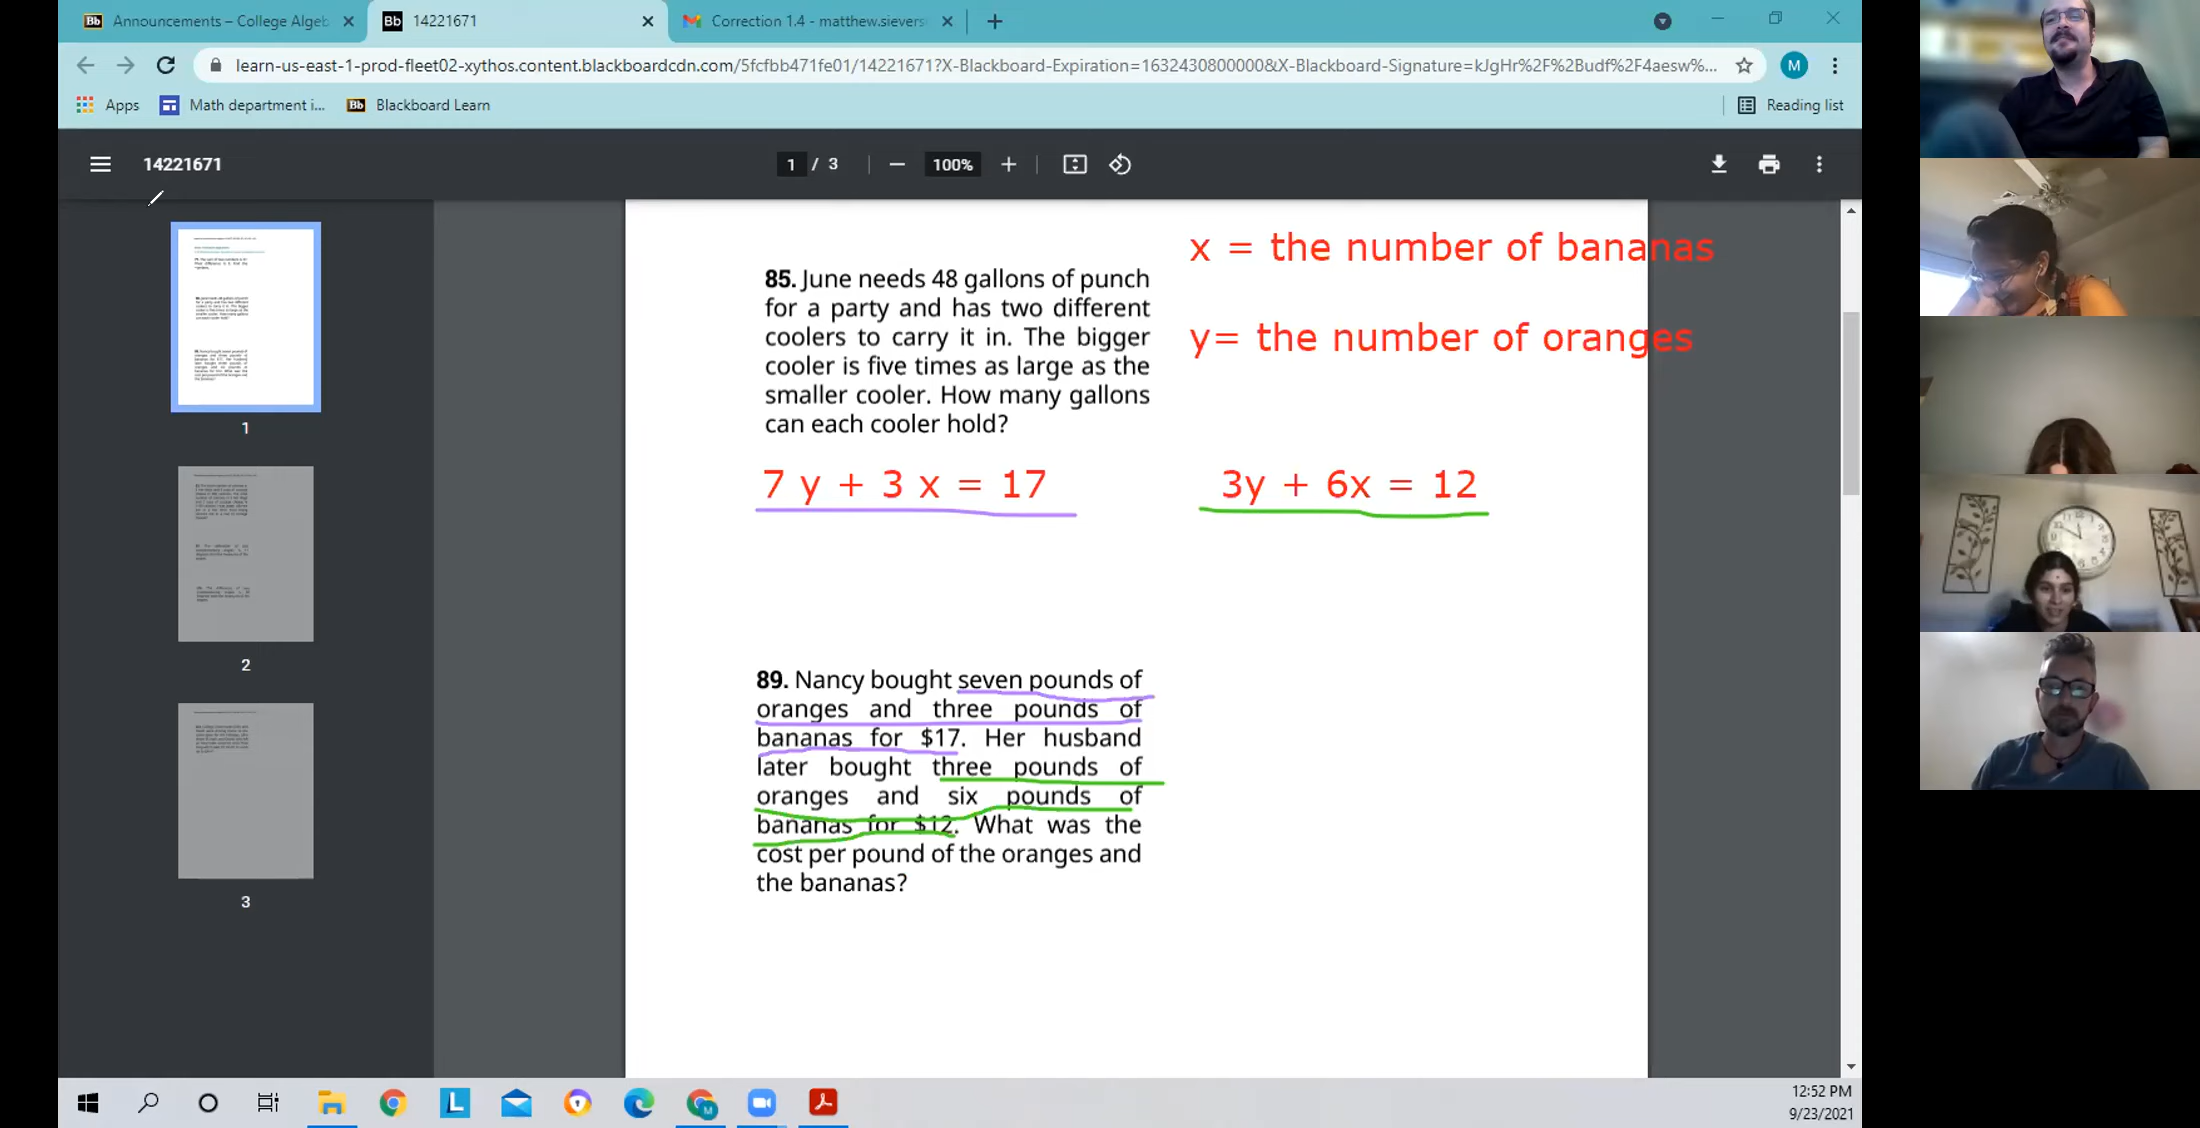 Announcements – College Algeb
14221671
Correction 1.4 - matthew.sievers
learn-us-east-1-prod-fleet02-xythos.content.blackboardcdn.com/5fcfbb471fe01/14221671?X-Blackboard-Expiration=1632430800000&X-Blackboard-Signature=kJgHr%2F%2Budf%2F4aesw%...
M
Apps
Math department i...
Bb
Blackboard Learn
Reading list
14221671
1 / 3
100%
1
2
3
x = the number of bananas
y= the number of oranges
85. June needs 48 gallons of punch
for a party and has two different
coolers to carry it in. The bigger
cooler is five times as large as the
smaller cooler. How many gallons
can each cooler hold?
7 y + 3 x = 17
3y + 6x = 12
89. Nancy bought seven pounds of
oranges and three pounds of
bananas for $17. Her husband
later bought three pounds of
oranges and six pounds of
bananas for $12. What was the
cost per pound of the oranges and
the bananas?
12:52 PM
9/23/2021